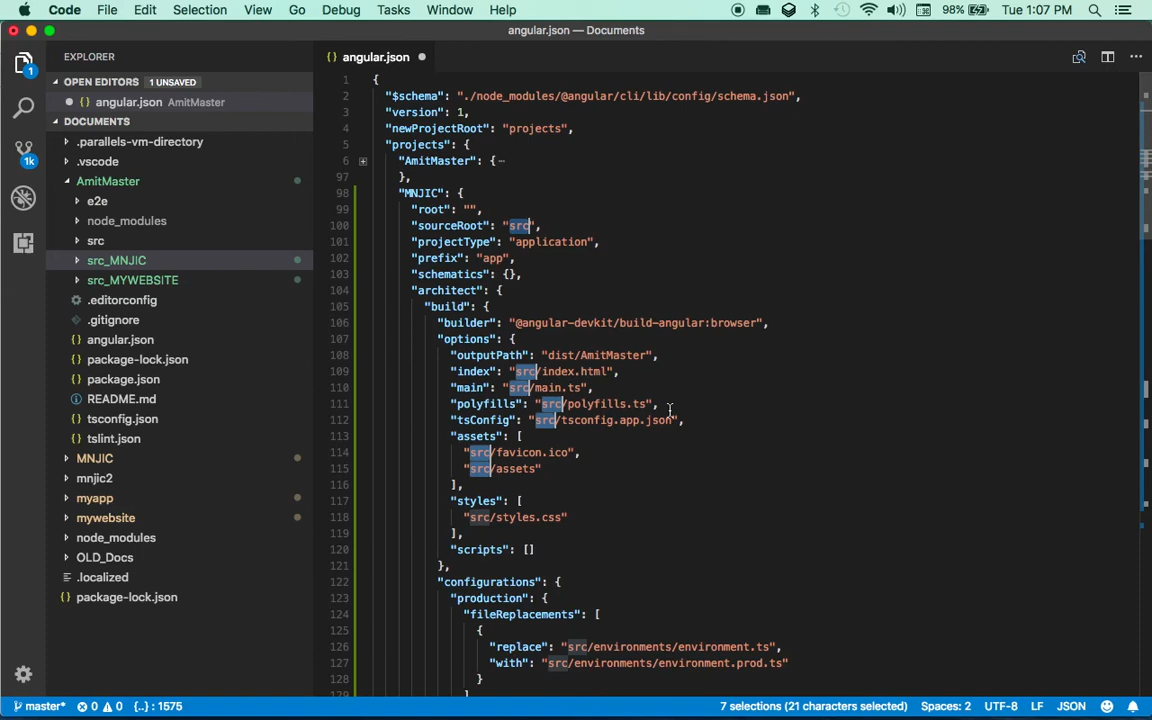 Code File Edit Selection View Go Debug Tasks Window Help 98% Tue 1:07 PM
angular.json — Documents
EXPLORER
OPEN EDITORS 1 UNSAVED
{} angular.json AmitMaster
DOCUMENTS
.parallels-vm-directory
.vscode
AmitMaster
e2e
node_modules
src
src_MNJIC
src_MYWEBSITE
.editorconfig
.gitignore
{} angular.json
{} package-lock.json
{} package.json
README.md
{} tsconfig.json
{} tslint.json
MNJIC
mnjic2
myapp
mywebsite
node_modules
OLD_Docs
.localized
{} package-lock.json
1
1k
{} angular.json
1 {
2 "$schema": "./node_modules/@angular/cli/lib/config/schema.json",
3 "version": 1,
4 "newProjectRoot": "projects",
5 "projects": {
6 "AmitMaster": {
97 },
98 "MNJIC": {
99 "root": "",
100 "sourceRoot": "src",
101 "projectType": "application",
102 "prefix": "app",
103 "schematics": {},
104 "architect": {
105 "build": {
106 "builder": "@angular-devkit/build-angular:browser",
107 "options": {
108 "outputPath": "dist/AmitMaster",
109 "index": "src/index.html",
110 "main": "src/main.ts",
111 "polyfills": "src/polyfills.ts",
112 "tsConfig": "src/tsconfig.app.json",
113 "assets": [
114 "src/favicon.ico",
115 "src/assets"
116 ],
117 "styles": [
118 "src/styles.css"
119 ],
120 "scripts": []
121 },
122 "configurations": {
123 "production": {
124 "fileReplacements": [
125 {
126 "replace": "src/environments/environment.ts",
127 "with": "src/environments/environment.prod.ts"
128 }
129 ]
master* 0 0 {..} : 1575 7 selections (21 characters selected) Spaces: 2 UTF-8 LF JSON